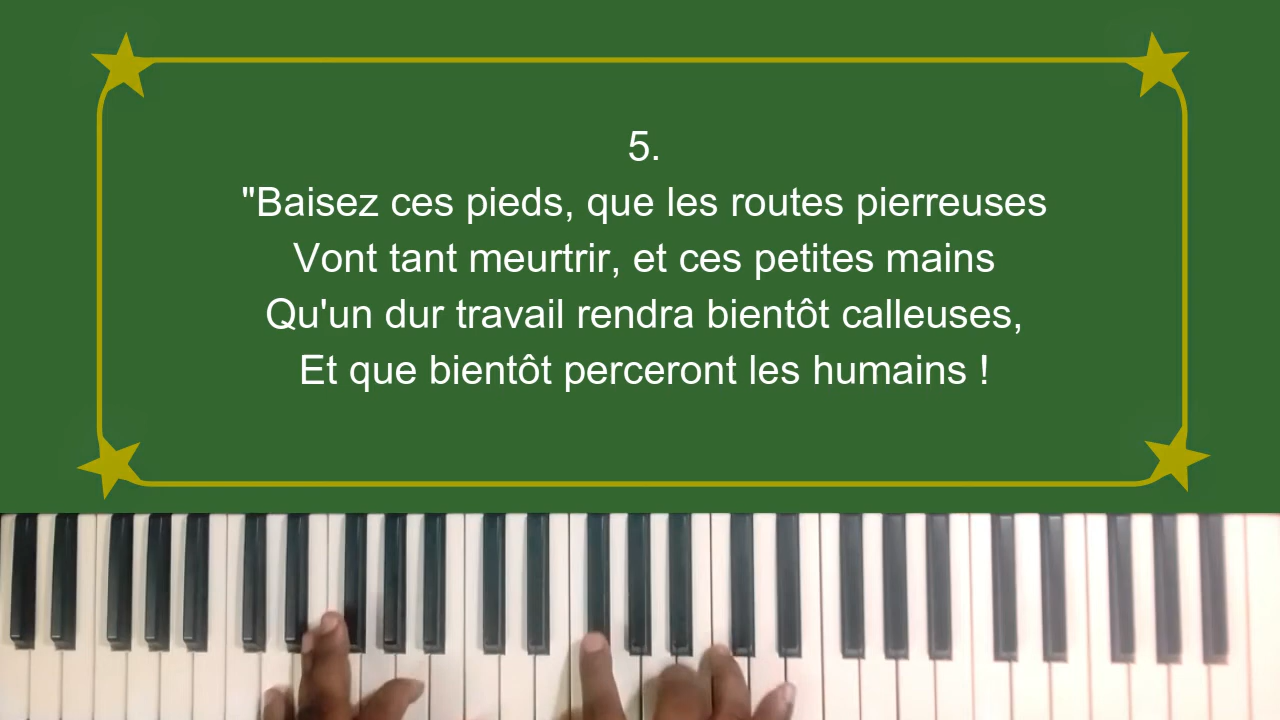 5.
"Baisez ces pieds, que les routes pierreuses
Vont tant meurtrir, et ces petites mains
Qu'un dur travail rendra bientôt calleuses,
Et que bientôt perceront les humains !